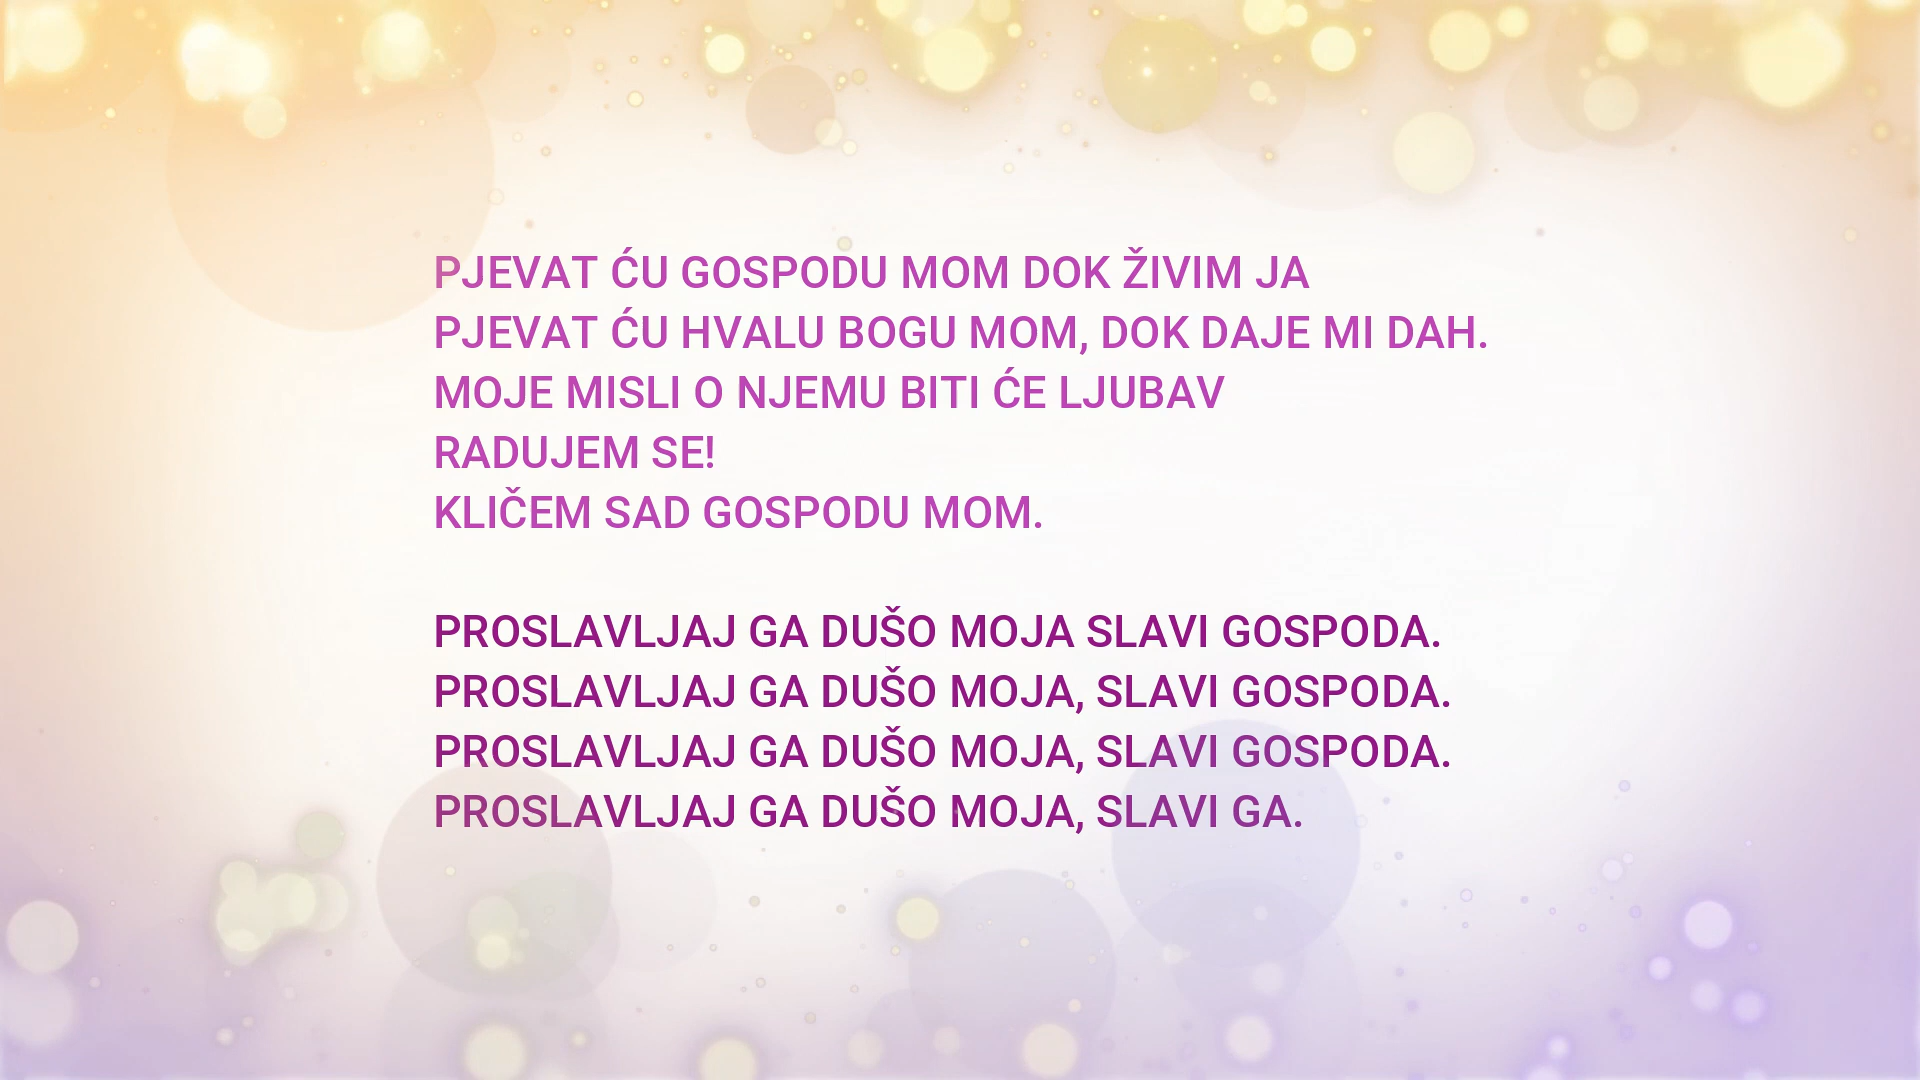 PJEVAT ĆU GOSPODU MOM DOK ŽIVIM JA
PJEVAT ĆU HVALU BOGU MOM, DOK DAJE MI DAH.
MOJE MISLI O NJEMU BITI ĆE LJUBAV
RADUJEM SE!
KLIČEM SAD GOSPODU MOM.

PROSLAVLJAJ GA DUŠO MOJA SLAVI GOSPODA.
PROSLAVLJAJ GA DUŠO MOJA, SLAVI GOSPODA.
PROSLAVLJAJ GA DUŠO MOJA, SLAVI GOSPODA.
PROSLAVLJAJ GA DUŠO MOJA, SLAVI GA.